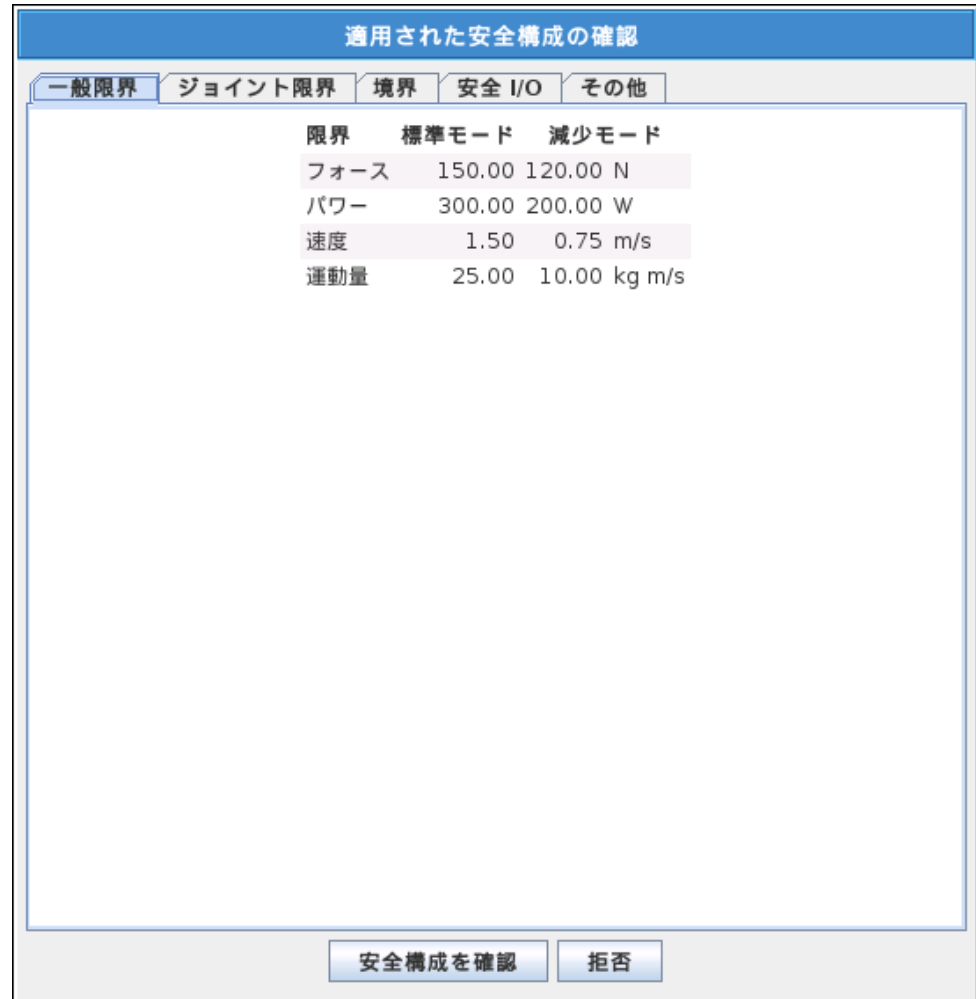 適用された安全構成の確認
一般限界 ジョイント限界 境界 安全 I/O その他
限界 標準モード 減少モード
フォース 150.00 120.00 N
パワー 300.00 200.00 W
速度 1.50 0.75 m/s
運動量 25.00 10.00 kg m/s
安全構成を確認 拒否